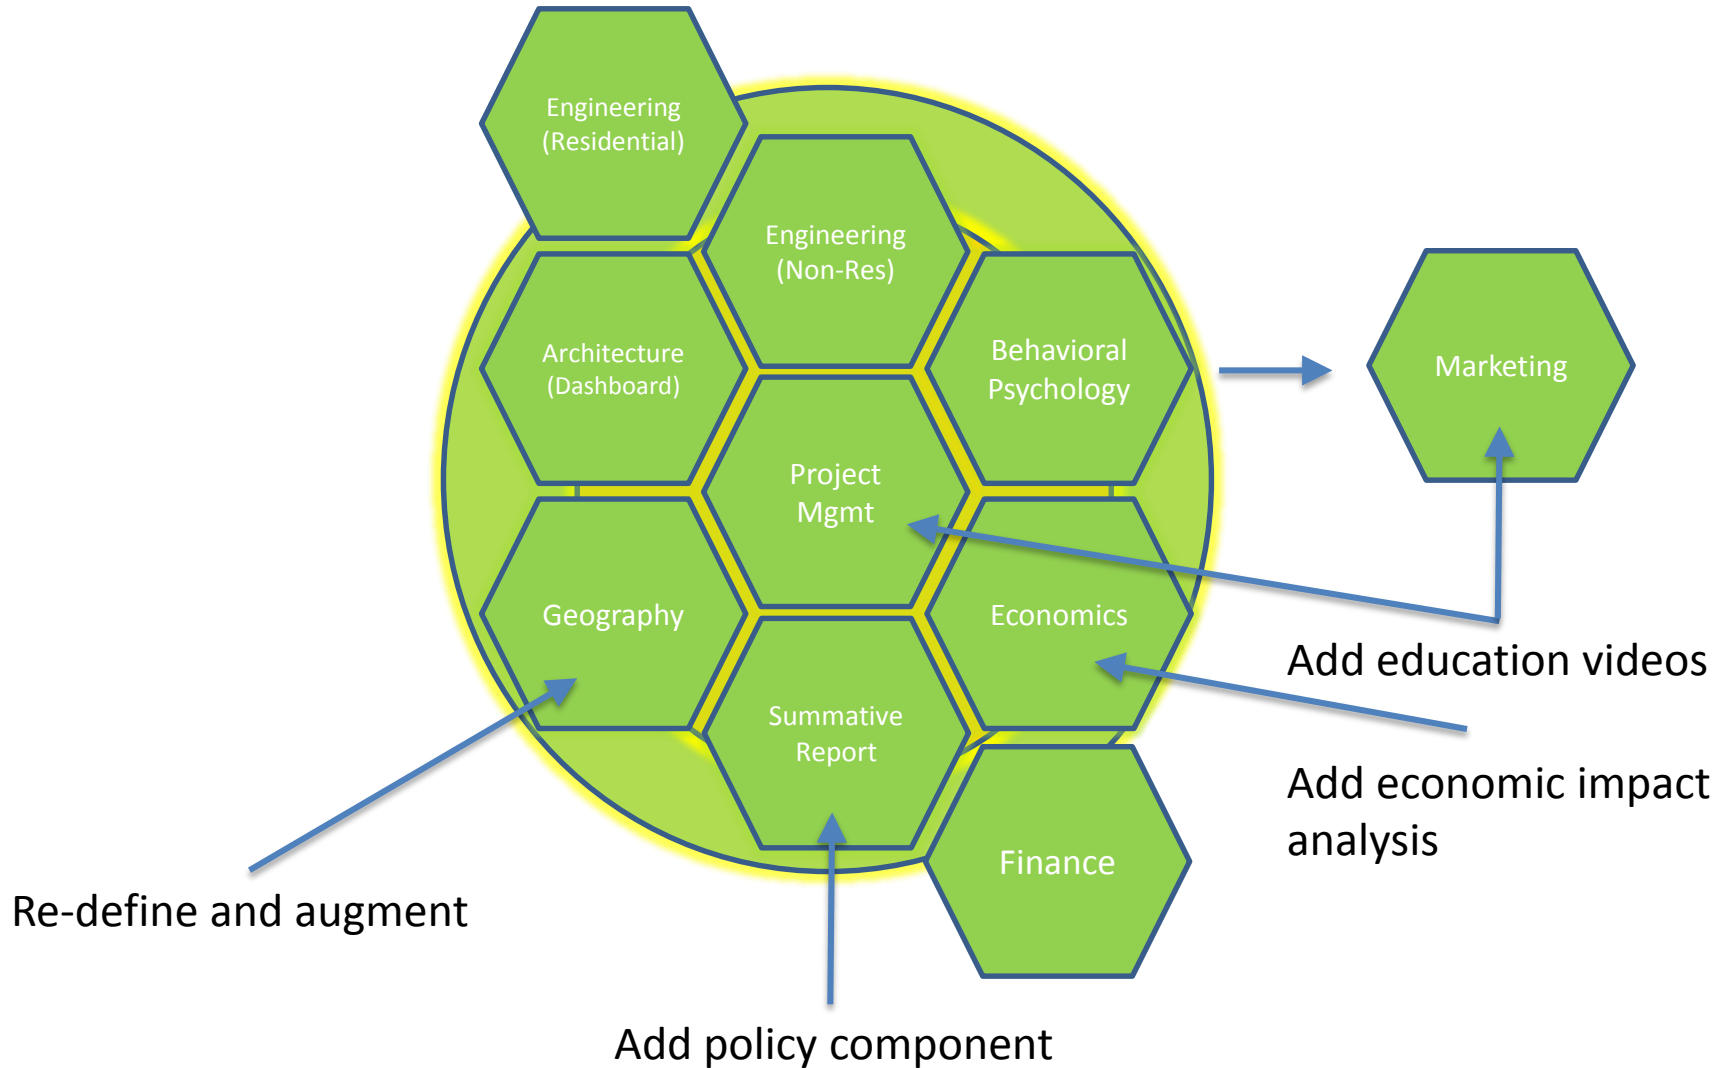 Engineering
(Residential)
Engineering
(Non-Res)
Architecture
(Dashboard)
Behavioral
Psychology
Marketing
Project
Mgmt
Geography
Economics
Add education videos
Summative
Report
Add economic impact
analysis
Finance
Re-define and augment
Add policy component